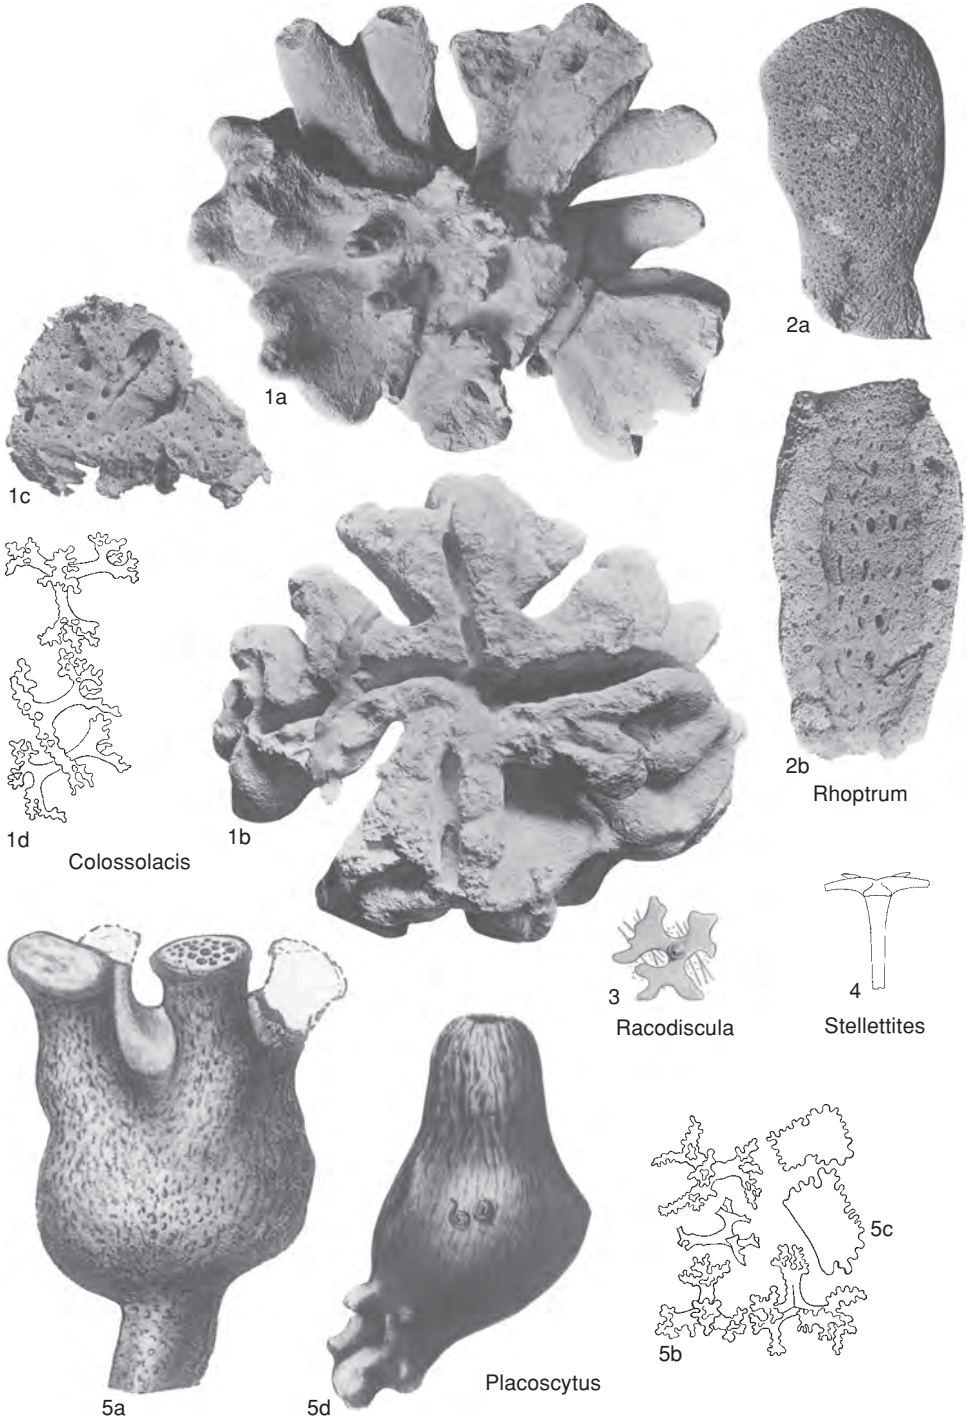 1a
2a
1c
2b
Rhoptrum
1d
1b
Colossolacis
3
4
Racodiscula
Stellettites
5c
5b
Placoscytus
5a
5d